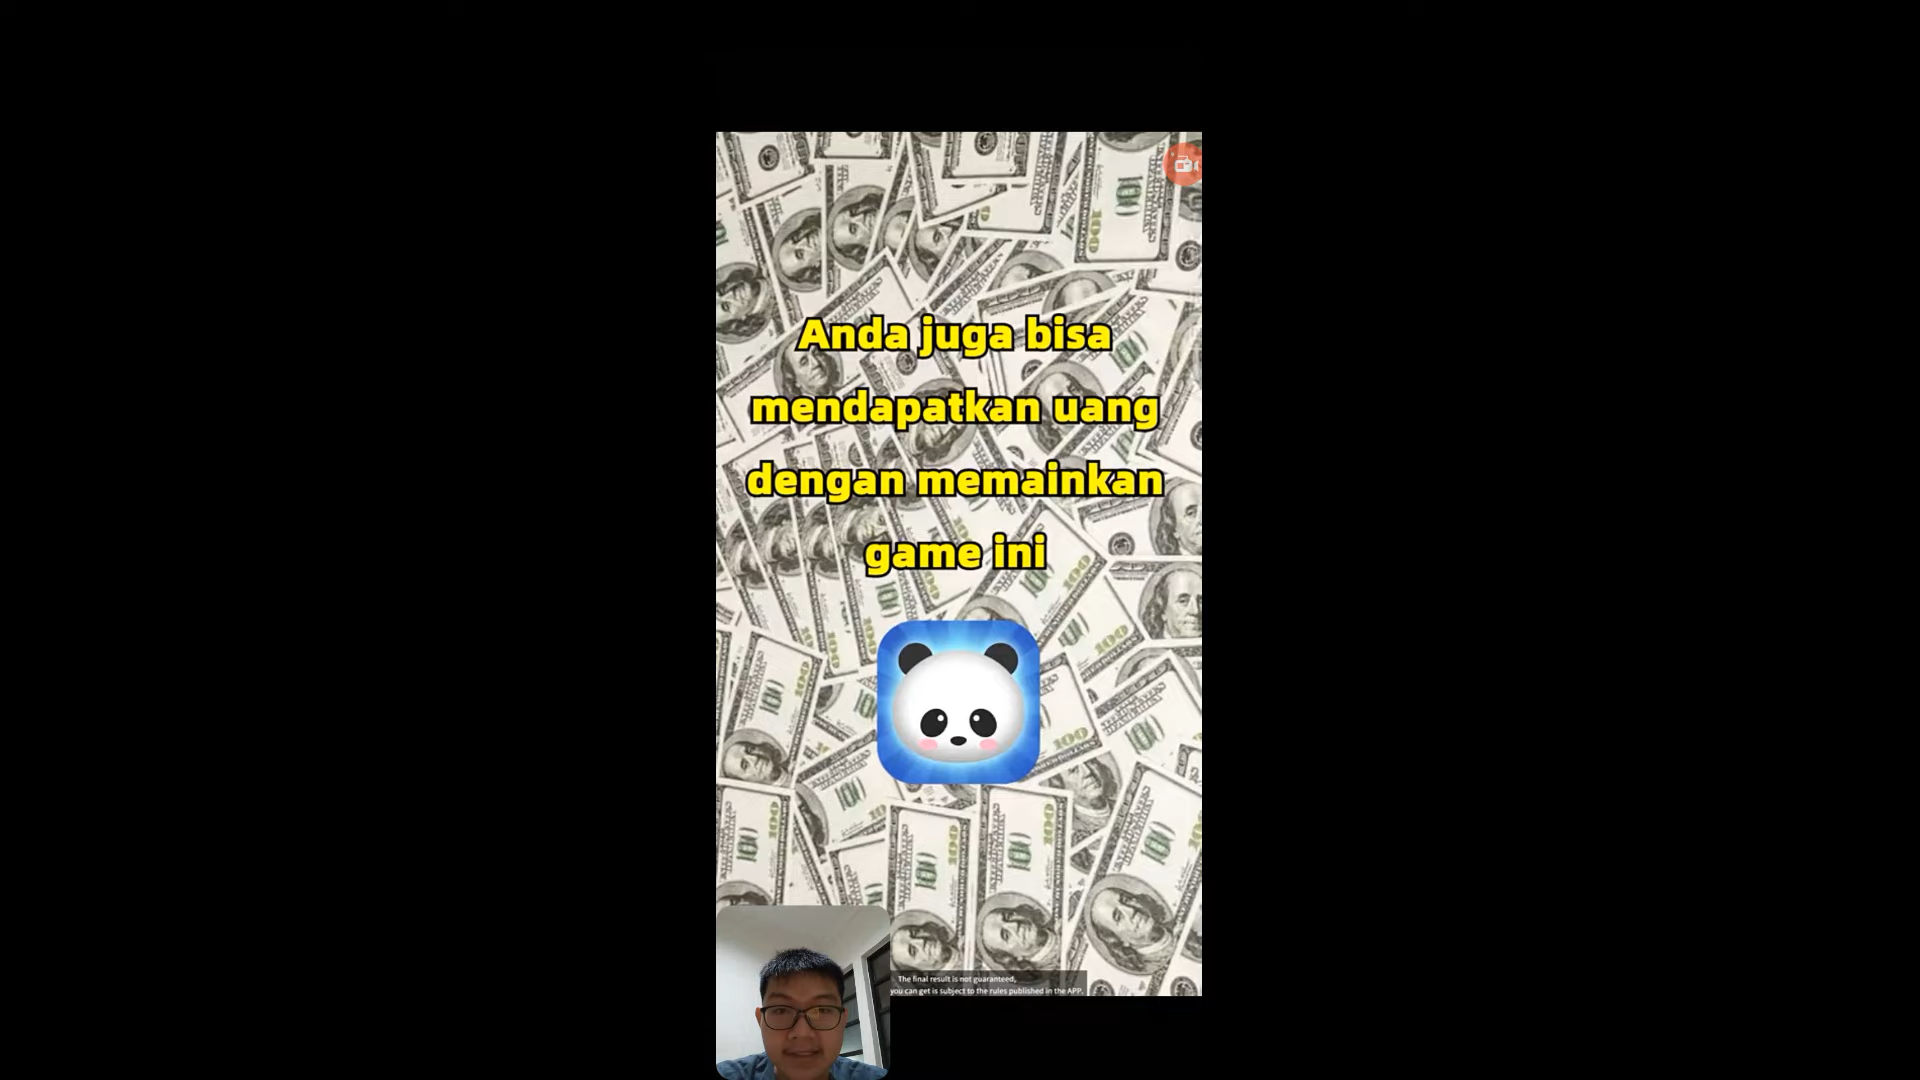 Anda juga bisa
mendapatkan uang
dengan memainkan
game ini
The final result is not guaranteed,
you can get is subject to the rules published in the APP.